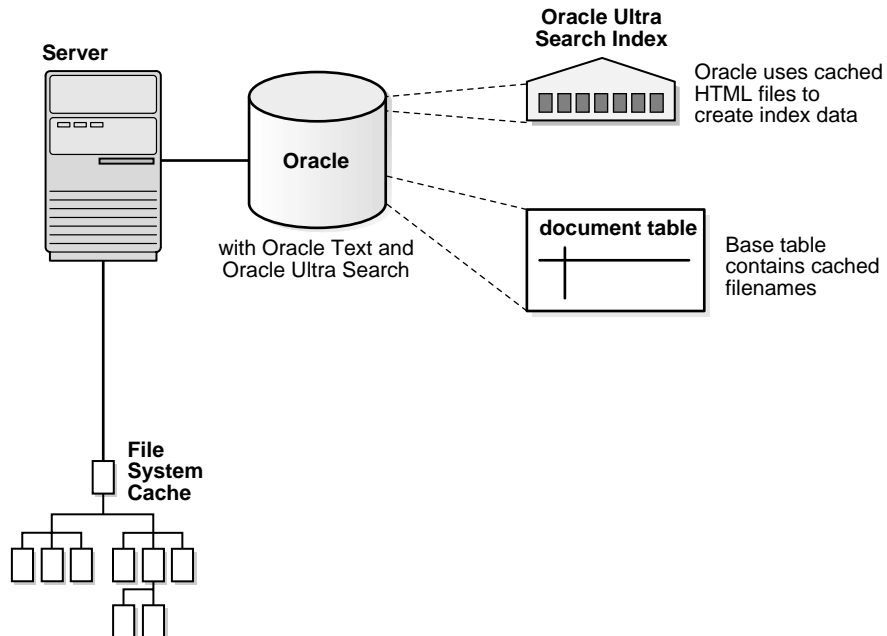 Oracle Ultra
Search Index
Server
Oracle uses cached
HTML files to
create index data
Oracle
with Oracle Text and
Oracle Ultra Search
document table
Base table
contains cached
filenames
File
System
Cache